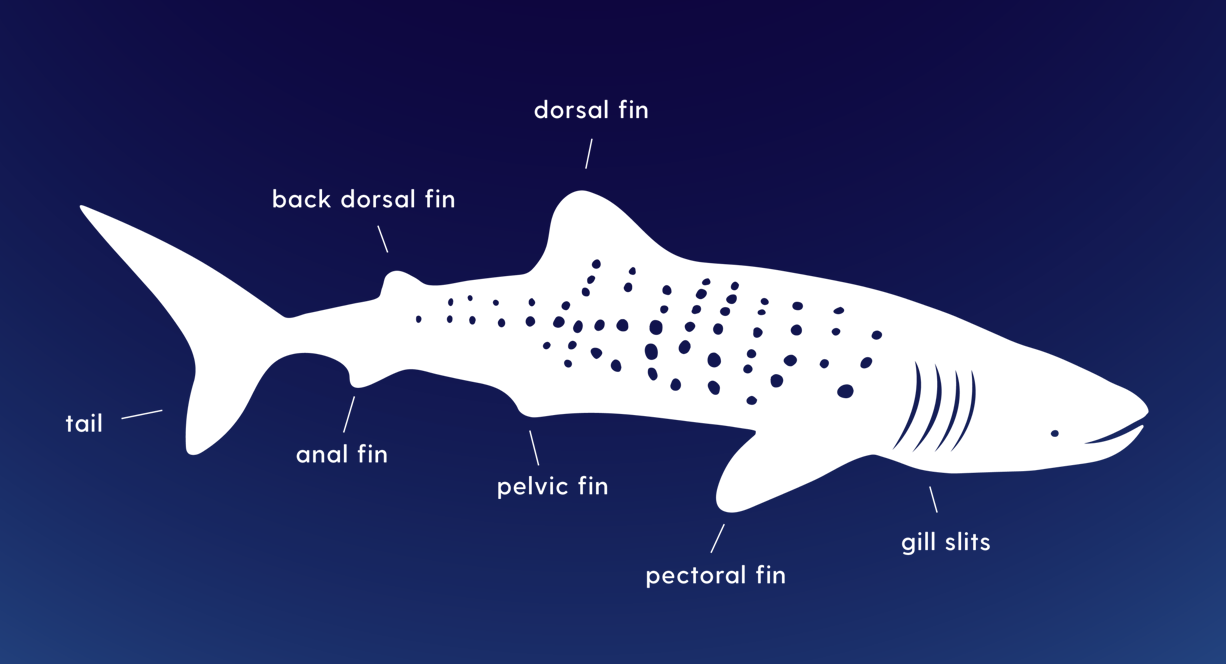 dorsal fin
back dorsal fin
tail
anal fin
pelvic fin
gill slits
pectoral fin